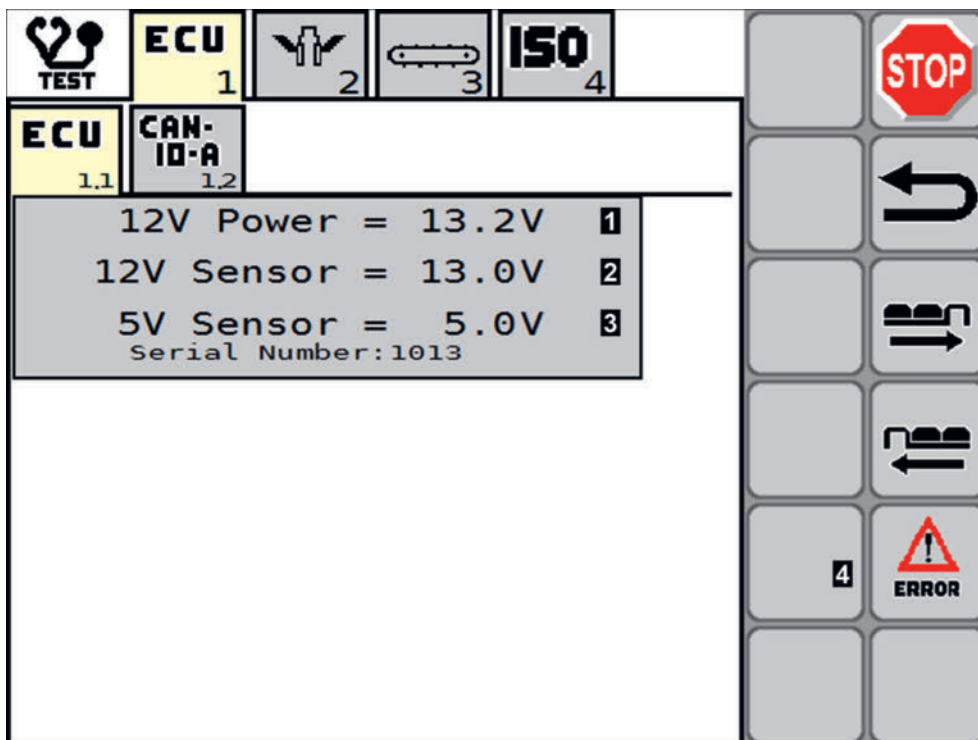 TEST
ECU 1
2
3
ISO 4
STOP
ECU 1.1
CAN-
IO-A
1.2
12V Power = 13.2V 1
12V Sensor = 13.0V 2
5V Sensor = 5.0V 3
Serial Number:1013
4
ERROR